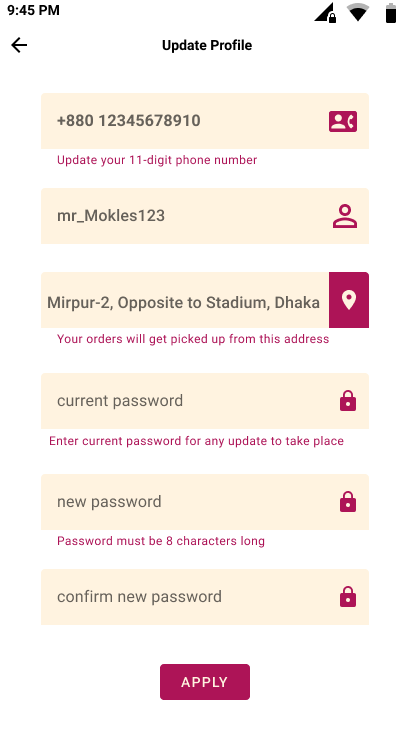 9:45 PM
Update Profile
+880 12345678910
Update your 11-digit phone number
mr_Mokles123
Mirpur-2, Opposite to Stadium, Dhaka
Your orders will get picked up from this address
current password
Enter current password for any update to take place
new password
Password must be 8 characters long
confirm new password
APPLY